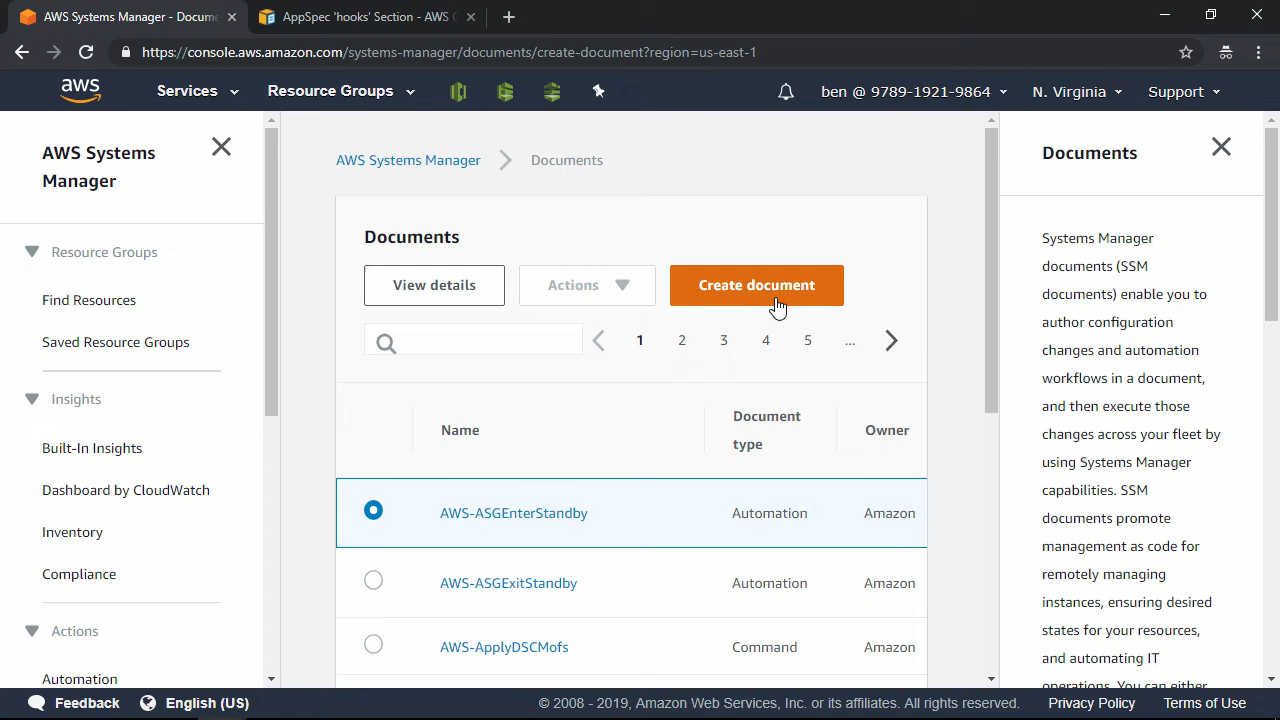 AWS Systems Manager - Docume
AppSpec 'hooks' Section - AWS C
https://console.aws.amazon.com/systems-manager/documents/create-document?region=us-east-1
aws
Services
Resource Groups
ben @ 9789-1921-9864
N. Virginia
Support
AWS Systems
Manager
Resource Groups
Find Resources
Saved Resource Groups
Insights
Built-In Insights
Dashboard by CloudWatch
Inventory
Compliance
Actions
Automation
AWS Systems Manager
Documents
Documents
View details
Actions
Create document
1 2 3 4 5 ...
Name
Document
type
Owner
AWS-ASGEnterStandby Automation Amazon
AWS-ASGExitStandby Automation Amazon
AWS-ApplyDSCMofs Command Amazon
Documents
Systems Manager
documents (SSM
documents) enable you to
author configuration
changes and automation
workflows in a document,
and then execute those
changes across your fleet by
using Systems Manager
capabilities. SSM
documents promote
management as code for
remotely managing
instances, ensuring desired
states for your resources,
and automating IT
operations. You can either
Feedback
English (US)
© 2008 - 2019, Amazon Web Services, Inc. or its affiliates. All rights reserved.
Privacy Policy
Terms of Use